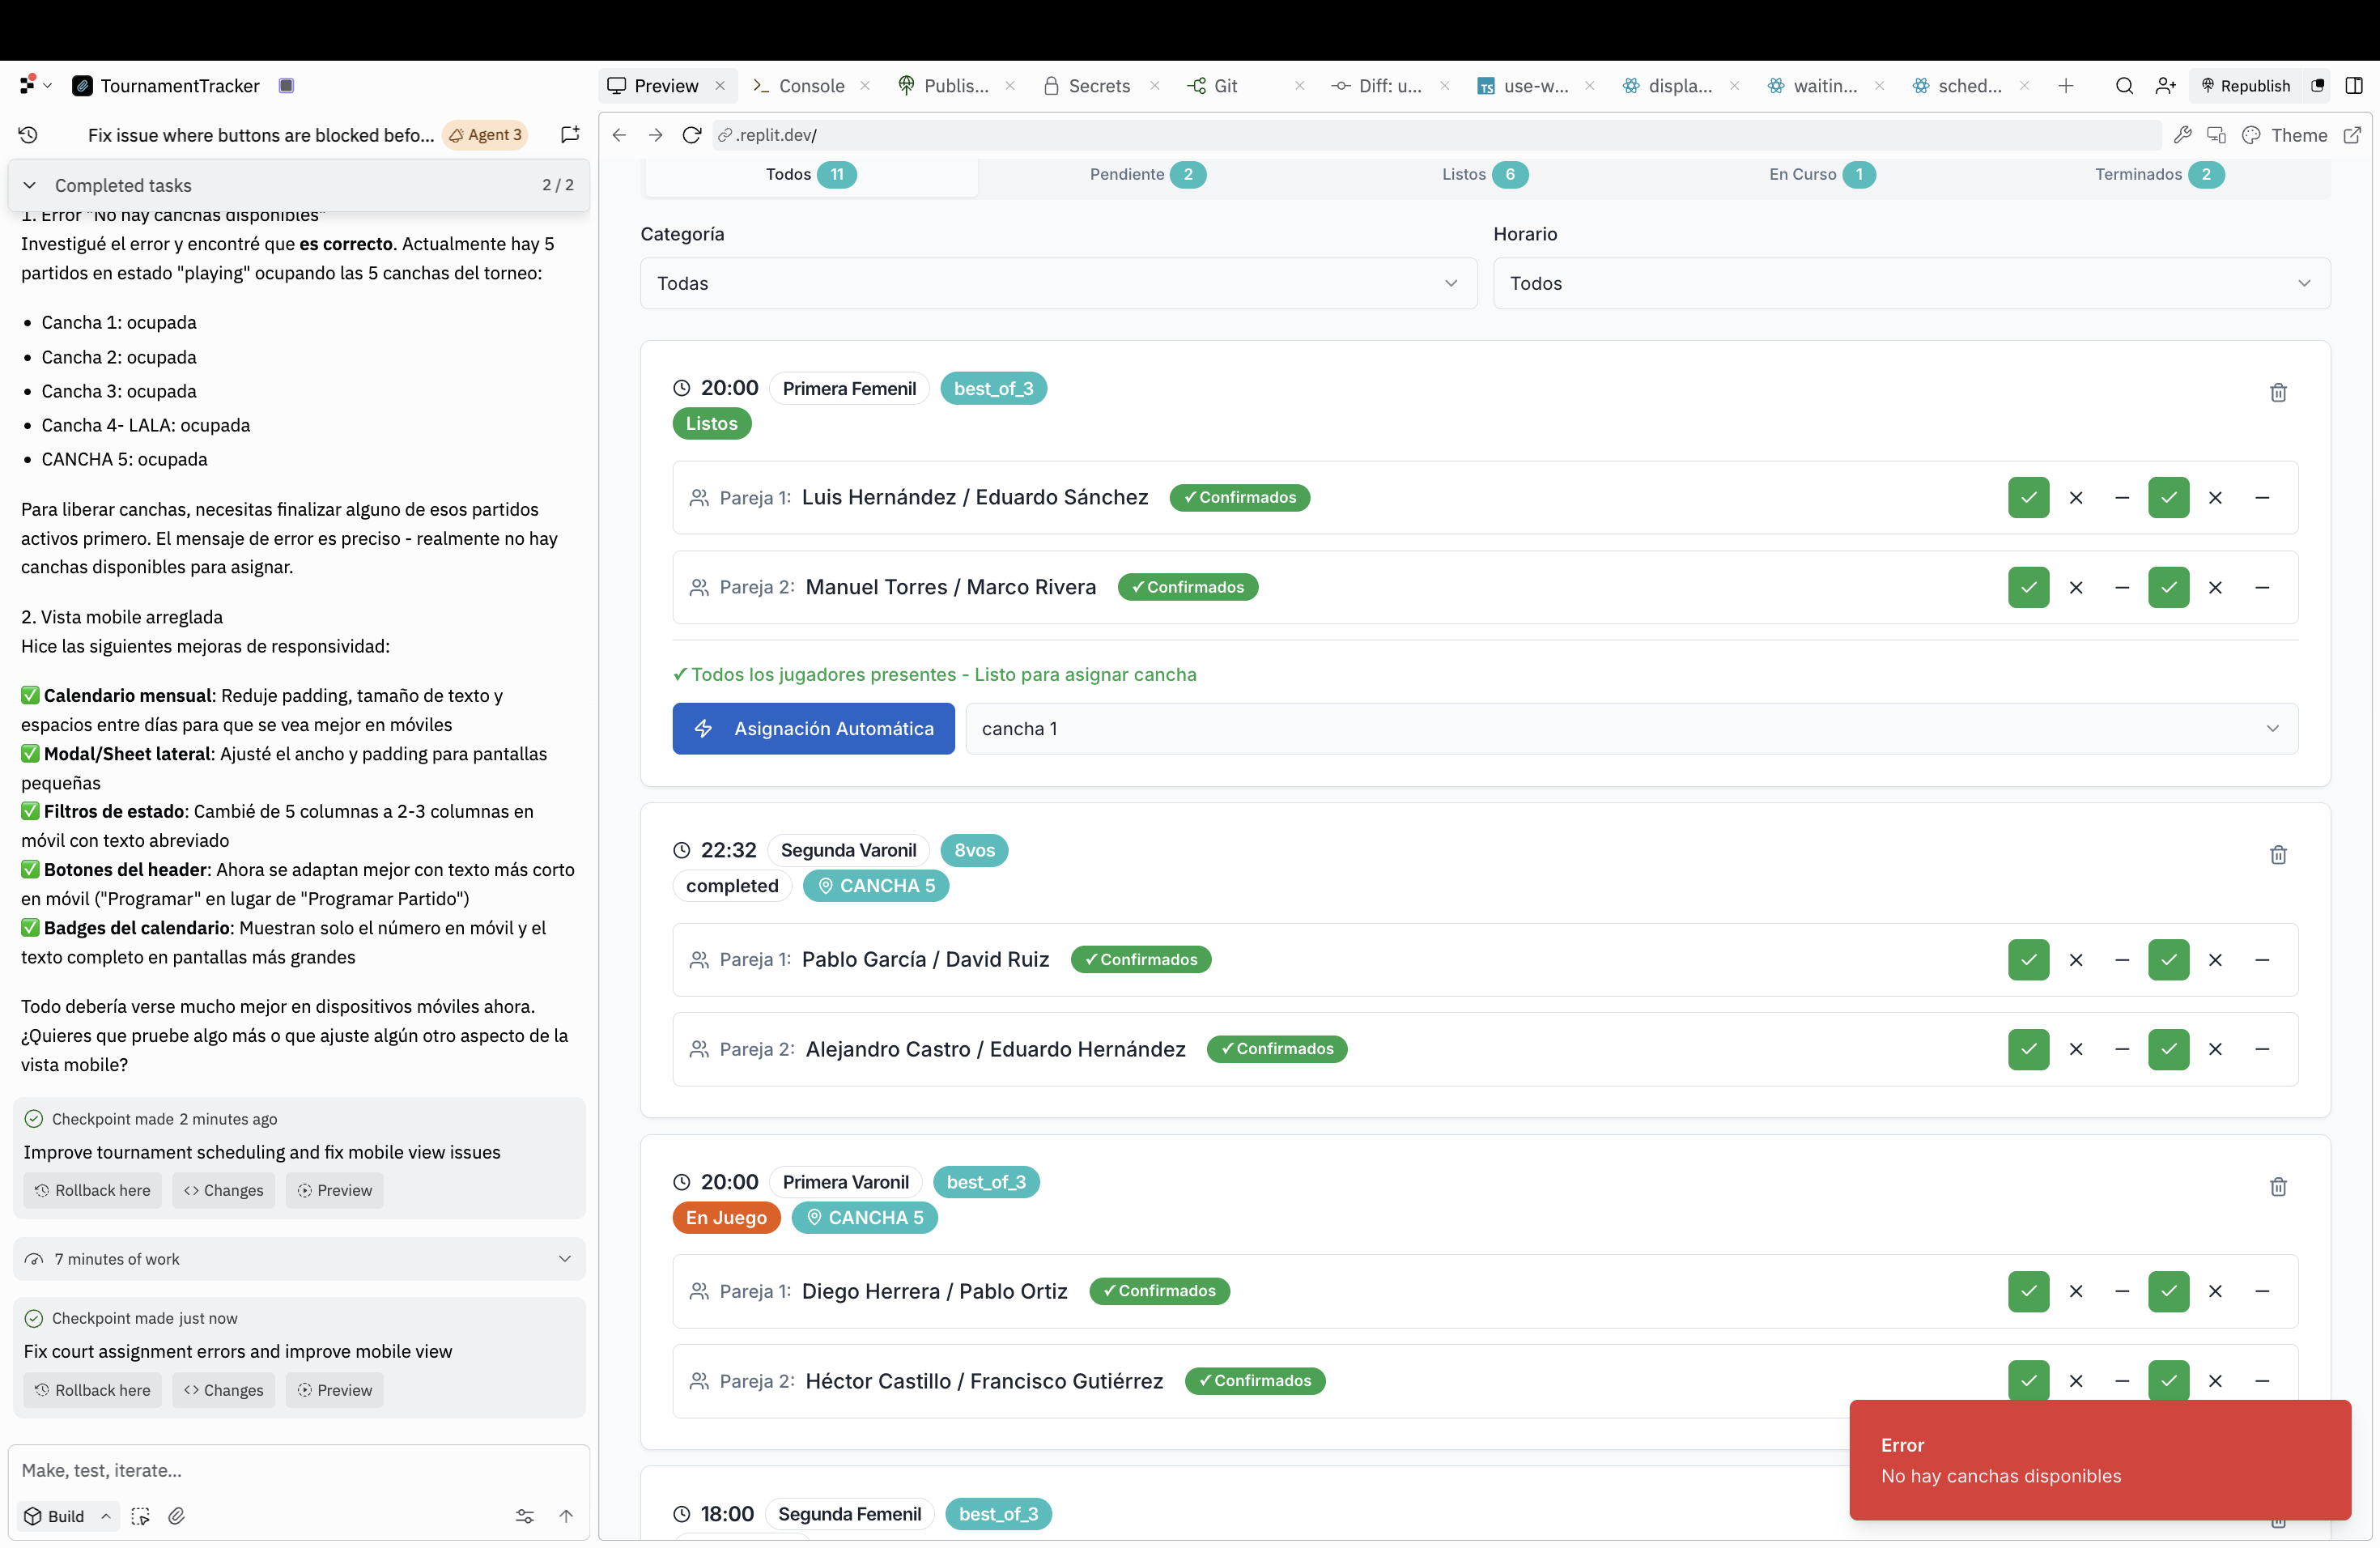 TournamentTracker
Preview
Console
Publis...
Secrets
Git
Diff: u...
use-w...
displa...
waitin...
sched...
Republish
Fix issue where buttons are blocked befo...
Agent 3
.replit.dev/
Theme
Completed tasks
2 / 2
1. Error "No hay canchas disponibles"
Investigué el error y encontré que es correcto. Actualmente hay 5
partidos en estado "playing" ocupando las 5 canchas del torneo:
• Cancha 1: ocupada
• Cancha 2: ocupada
• Cancha 3: ocupada
• Cancha 4- LALA: ocupada
• CANCHA 5: ocupada
Para liberar canchas, necesitas finalizar alguno de esos partidos
activos primero. El mensaje de error es preciso - realmente no hay
canchas disponibles para asignar.
2. Vista mobile arreglada
Hice las siguientes mejoras de responsividad:
✅ Calendario mensual: Reduje padding, tamaño de texto y
espacios entre días para que se vea mejor en móviles
✅ Modal/Sheet lateral: Ajusté el ancho y padding para pantallas
pequeñas
✅ Filtros de estado: Cambié de 5 columnas a 2-3 columnas en
móvil con texto abreviado
✅ Botones del header: Ahora se adaptan mejor con texto más corto
en móvil ("Programar" en lugar de "Programar Partido")
✅ Badges del calendario: Muestran solo el número en móvil y el
texto completo en pantallas más grandes
Todo debería verse mucho mejor en dispositivos móviles ahora.
¿Quieres que pruebe algo más o que ajuste algún otro aspecto de la
vista mobile?
Checkpoint made 2 minutes ago
Improve tournament scheduling and fix mobile view issues
Rollback here
Changes
Preview
7 minutes of work
Checkpoint made just now
Fix court assignment errors and improve mobile view
Rollback here
Changes
Preview
Make, test, iterate...
Build
Todos 11
Pendiente 2
Listos 6
En Curso 1
Terminados 2
Categoría
Todas
Horario
Todos
20:00 Primera Femenil best_of_3
Listos
Pareja 1: Luis Hernández / Eduardo Sánchez ✓ Confirmados
Pareja 2: Manuel Torres / Marco Rivera ✓ Confirmados
✓ Todos los jugadores presentes - Listo para asignar cancha
Asignación Automática
cancha 1
22:32 Segunda Varonil 8vos
completed CANCHA 5
Pareja 1: Pablo García / David Ruiz ✓ Confirmados
Pareja 2: Alejandro Castro / Eduardo Hernández ✓ Confirmados
20:00 Primera Varonil best_of_3
En Juego CANCHA 5
Pareja 1: Diego Herrera / Pablo Ortiz ✓ Confirmados
Pareja 2: Héctor Castillo / Francisco Gutiérrez ✓ Confirmados
18:00 Segunda Femenil best_of_3
Error
No hay canchas disponibles